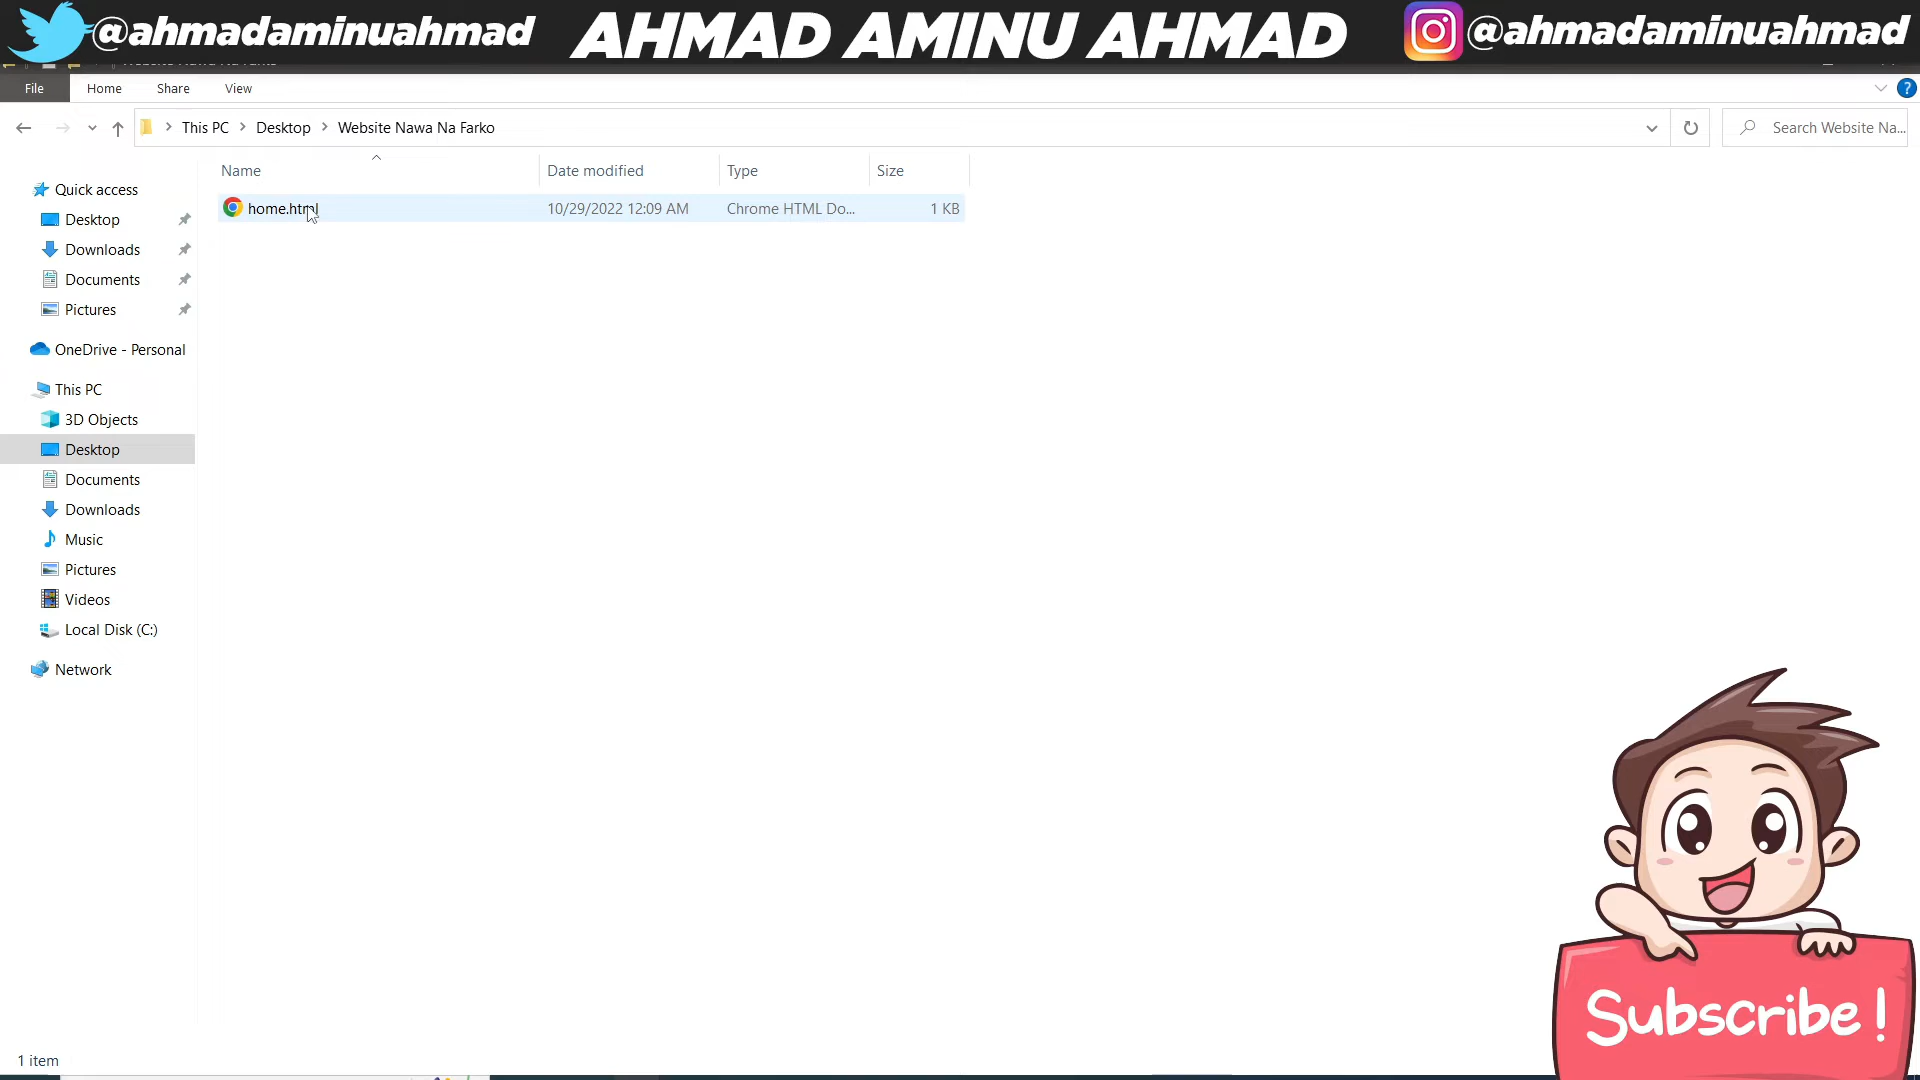 @ahmadaminuahmad AHMAD AMINU AHMAD @ahmadaminuahmad
File Home Share View ?
This PC > Desktop > Website Nawa Na Farko
Search Website Na...
Name Date modified Type Size
home.html 10/29/2022 12:09 AM Chrome HTML Do... 1 KB
Quick access
Desktop
Downloads
Documents
Pictures
OneDrive - Personal
This PC
3D Objects
Desktop
Documents
Downloads
Music
Pictures
Videos
Local Disk (C:)
Network
Subscribe!
1 item